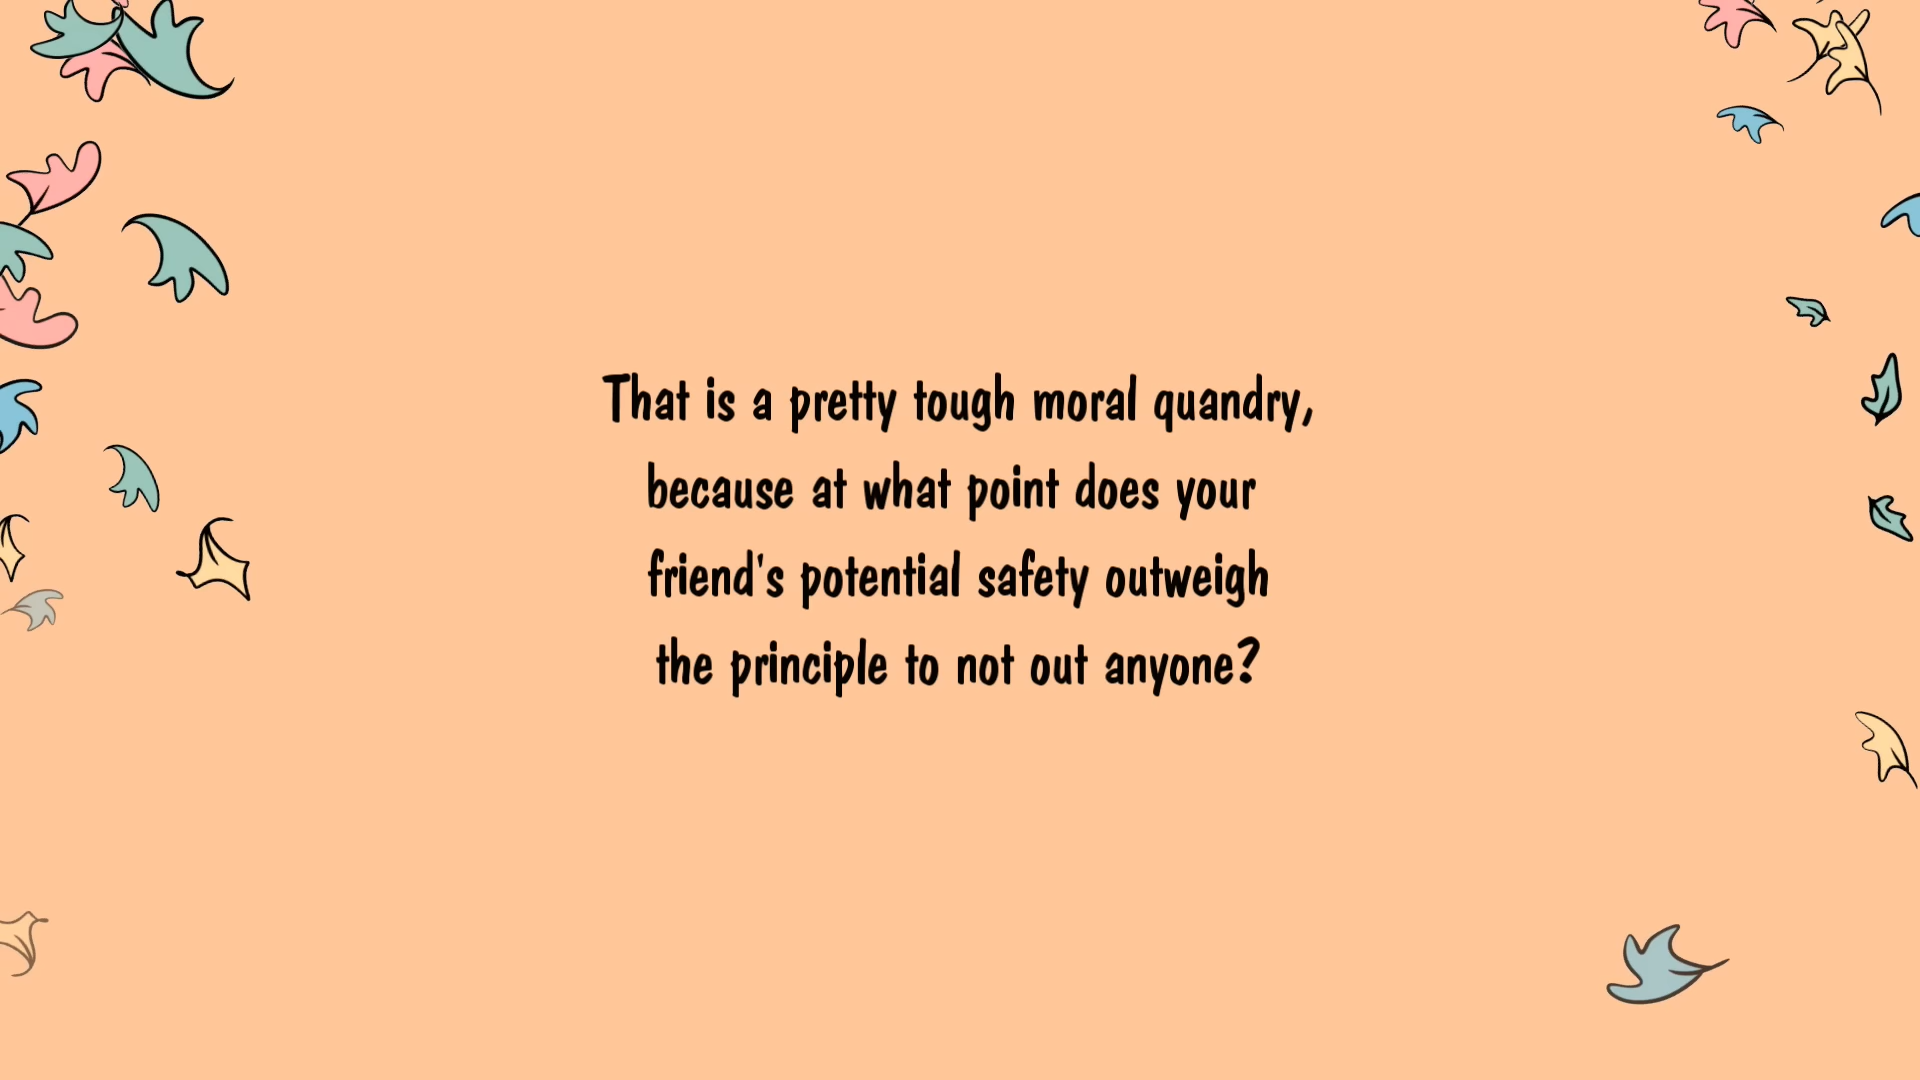 That is a pretty tough moral quandry,
because at what point does your
friend's potential safety outweigh
the principle to not out anyone?